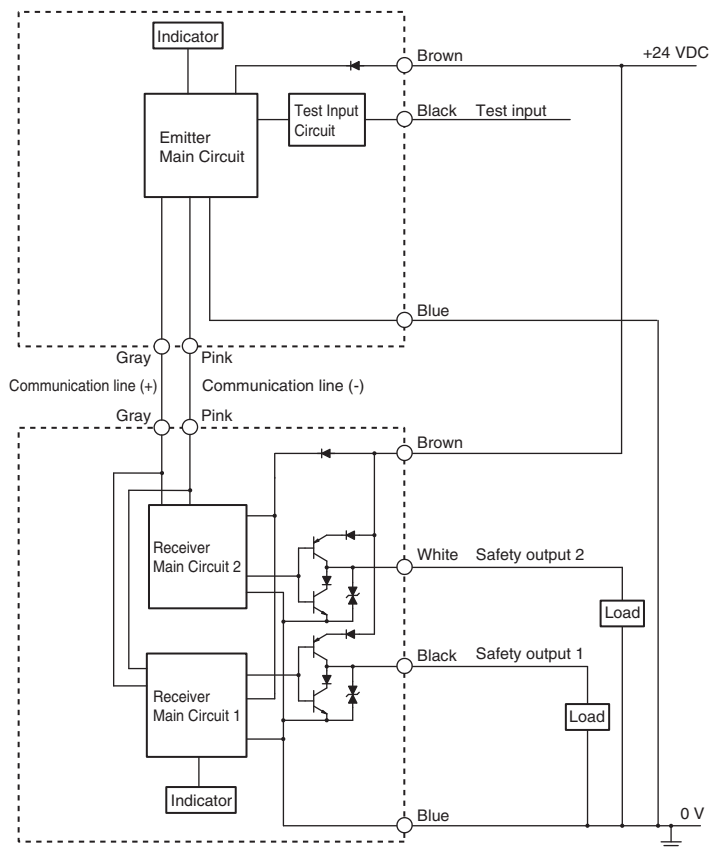 Indicator
Brown
+24 VDC
Test Input
Circuit
Black Test input
Emitter
Main Circuit
Blue
Gray
Pink
Communication line (+)
Communication line (-)
Gray
Pink
Brown
Receiver
Main Circuit 2
White Safety output 2
Load
Black Safety output 1
Receiver
Main Circuit 1
Load
Indicator
Blue
0 V